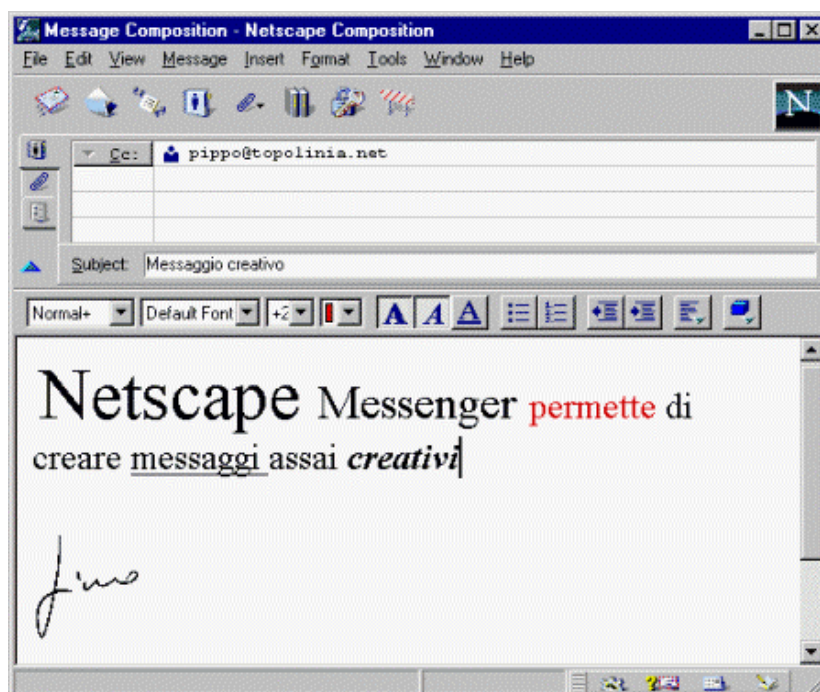 Message Composition - Netscape Composition
File Edit View Message Insert Format Tools Window Help
N
Cc: pippo@topolinia.net
Subject: Messaggio creativo
Normal+ Default Font +2 A A A
Netscape Messenger permette di
creare messaggi assai creativi